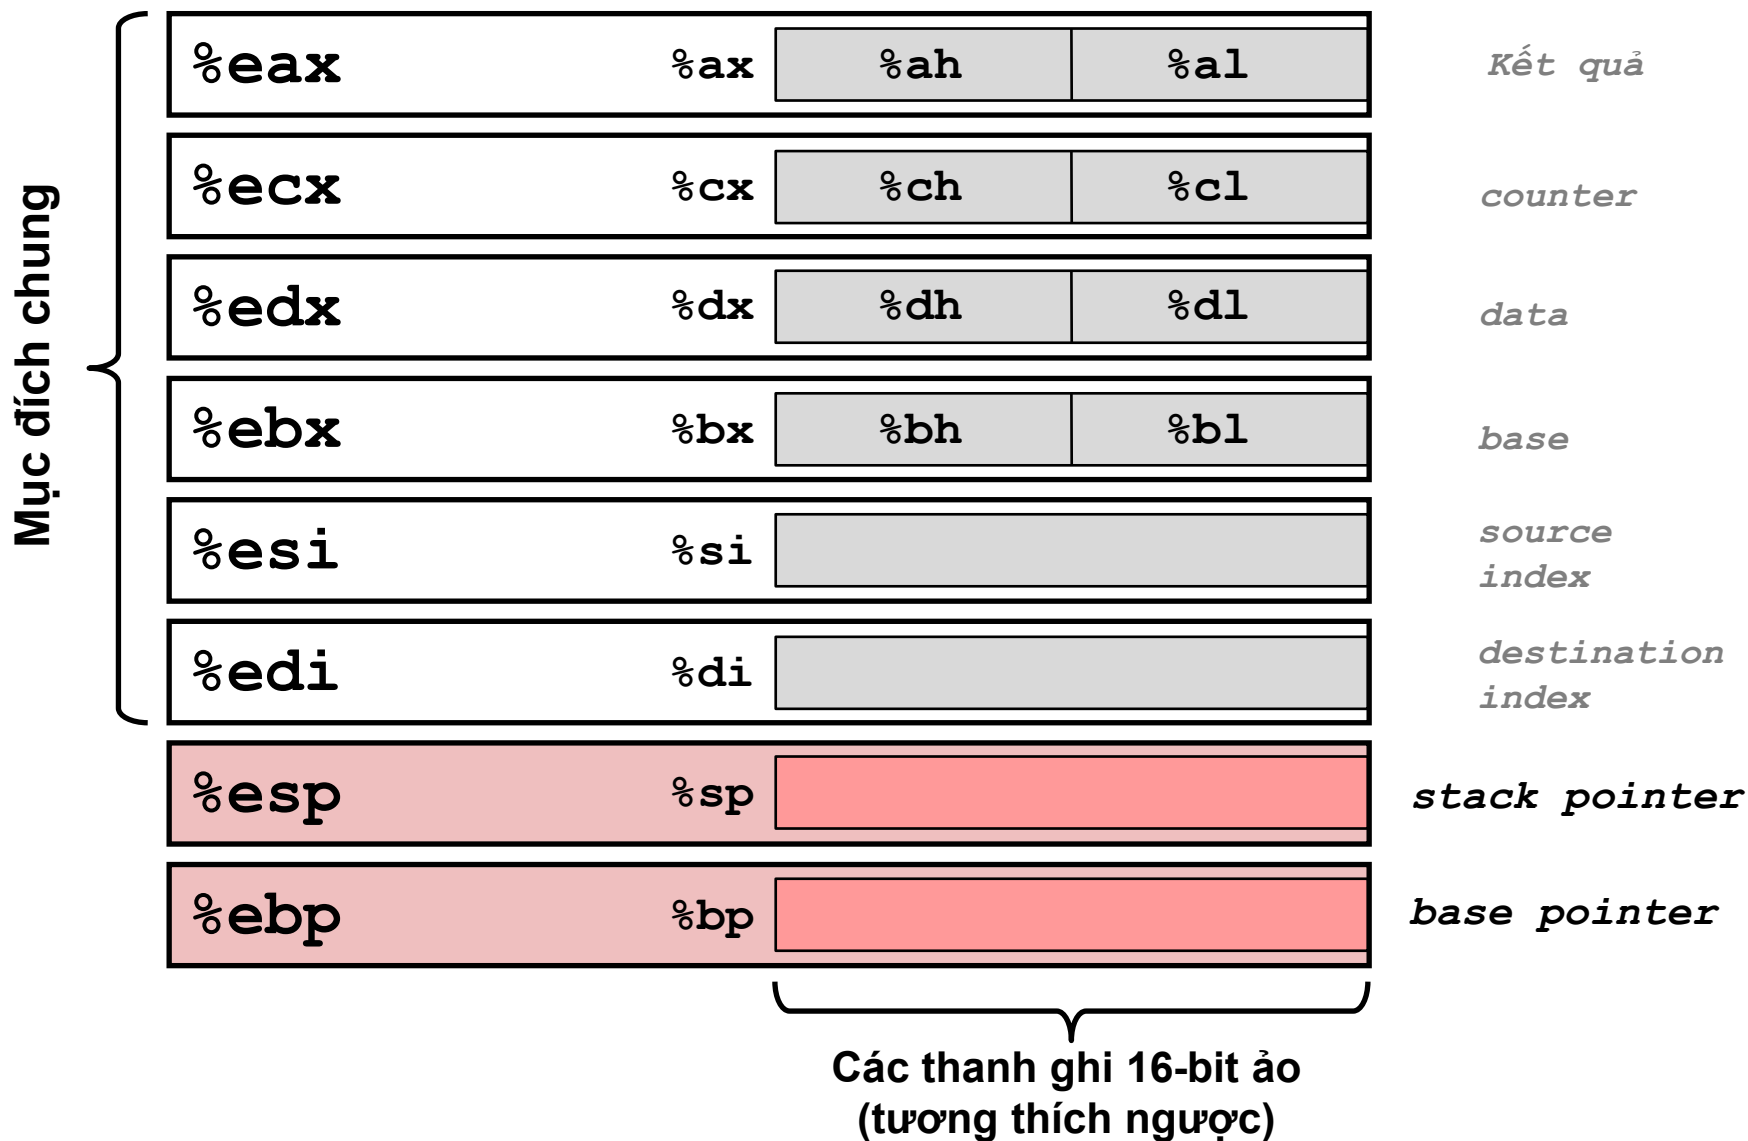 Mục đích chung
%eax %ax %ah %al Kết quả
%ecx %cx %ch %cl counter
%edx %dx %dh %dl data
%ebx %bx %bh %bl base
%esi %si source
index
%edi %di destination
index
%esp %sp stack pointer
%ebp %bp base pointer
Các thanh ghi 16-bit ảo
(tương thích ngược)